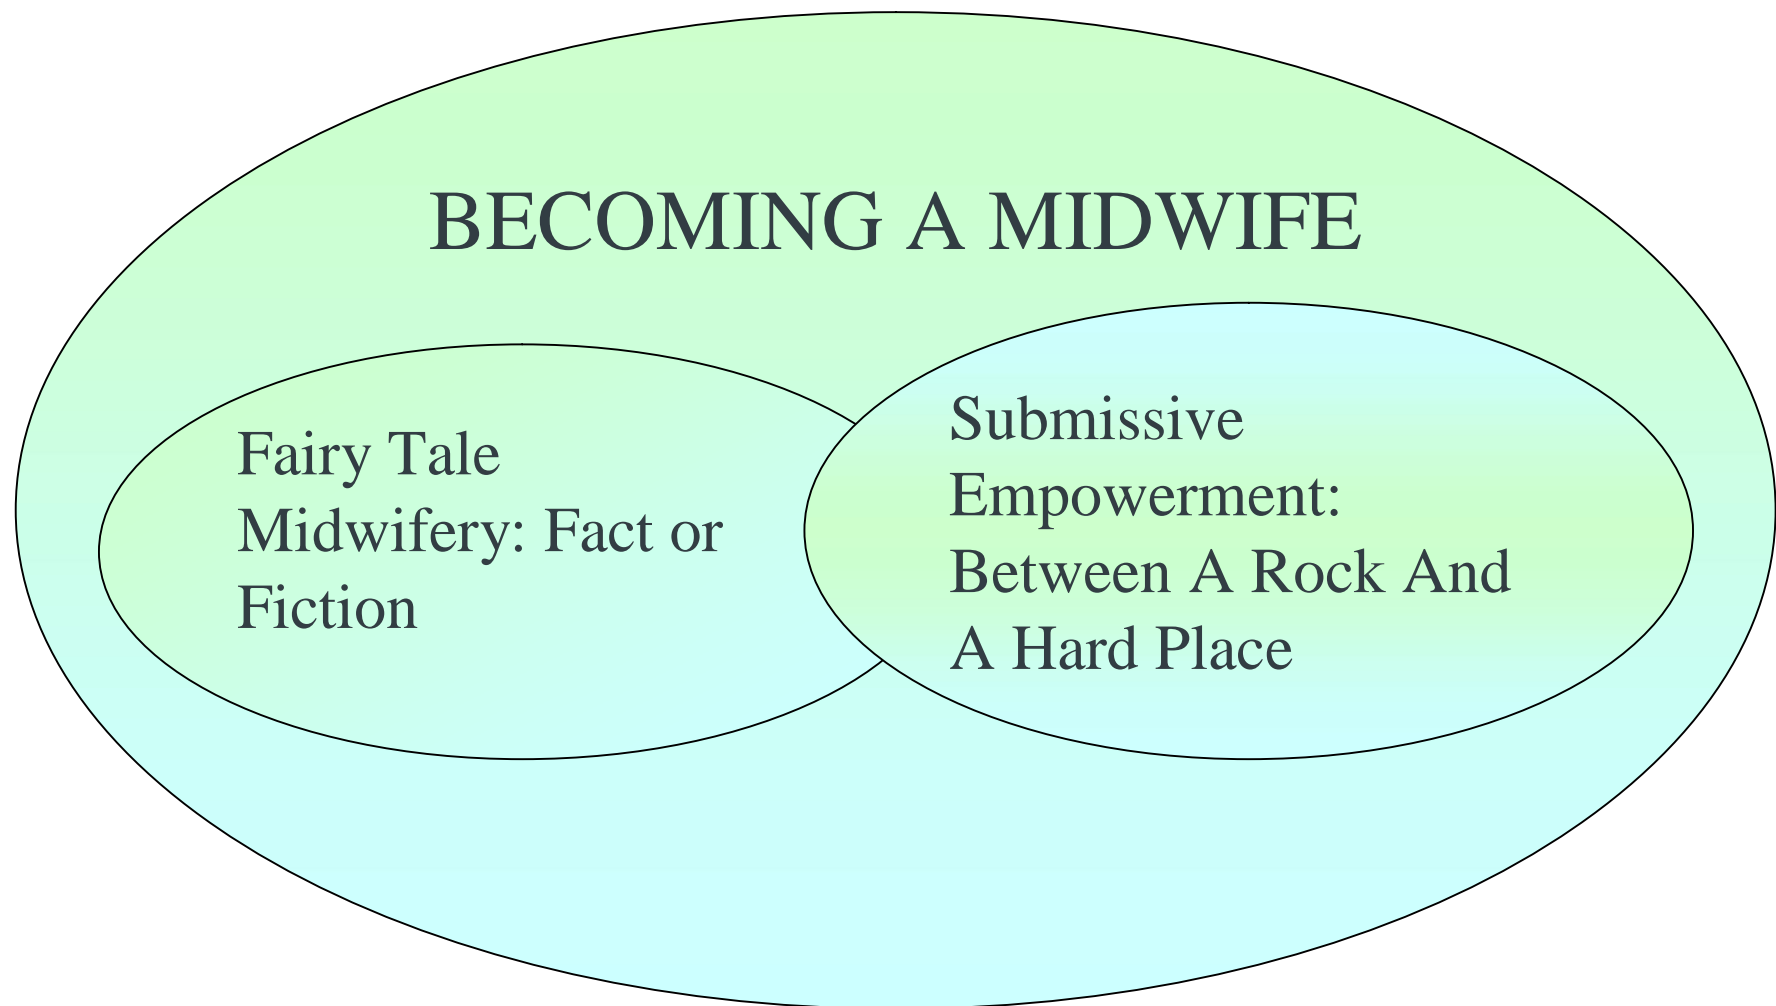 BECOMING A MIDWIFE
Fairy Tale
Midwifery: Fact or
Fiction
Submissive
Empowerment:
Between A Rock And
A Hard Place